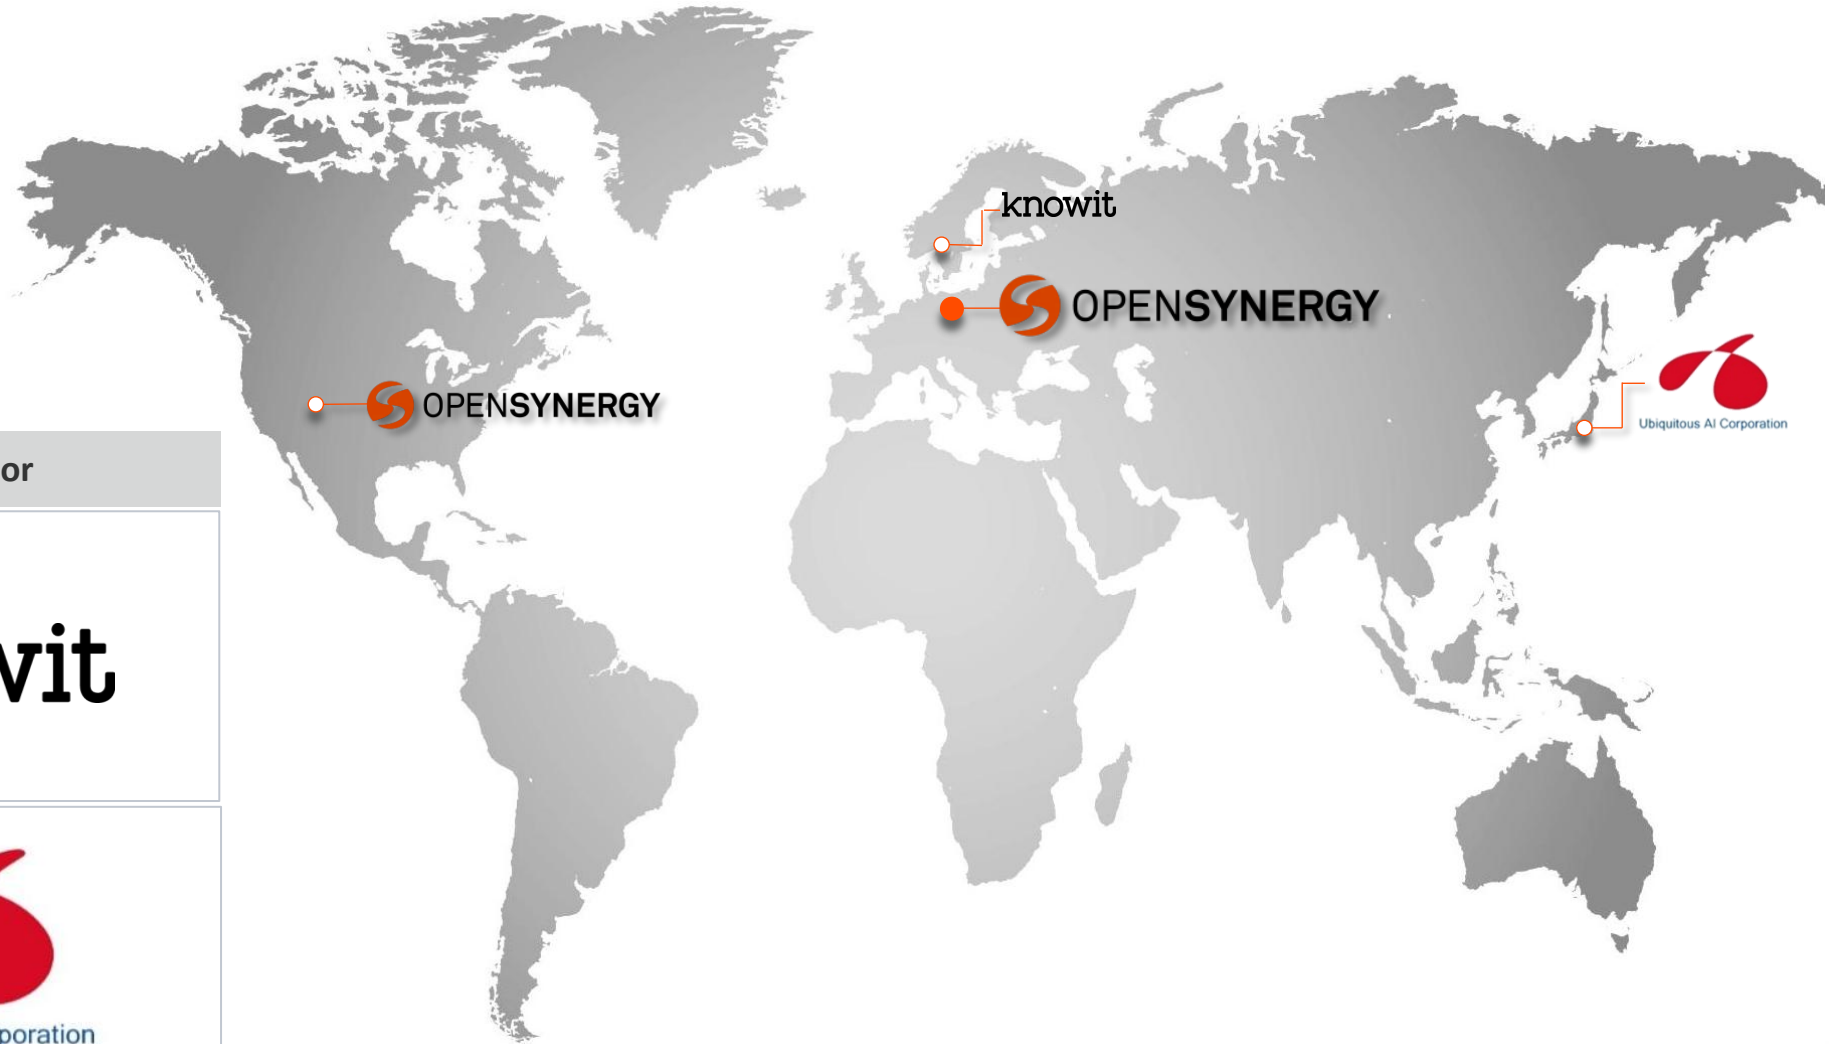 knowit
OPENSYNERGY
OPENSYNERGY
Ubiquitous AI Corporation
or
vit
poration